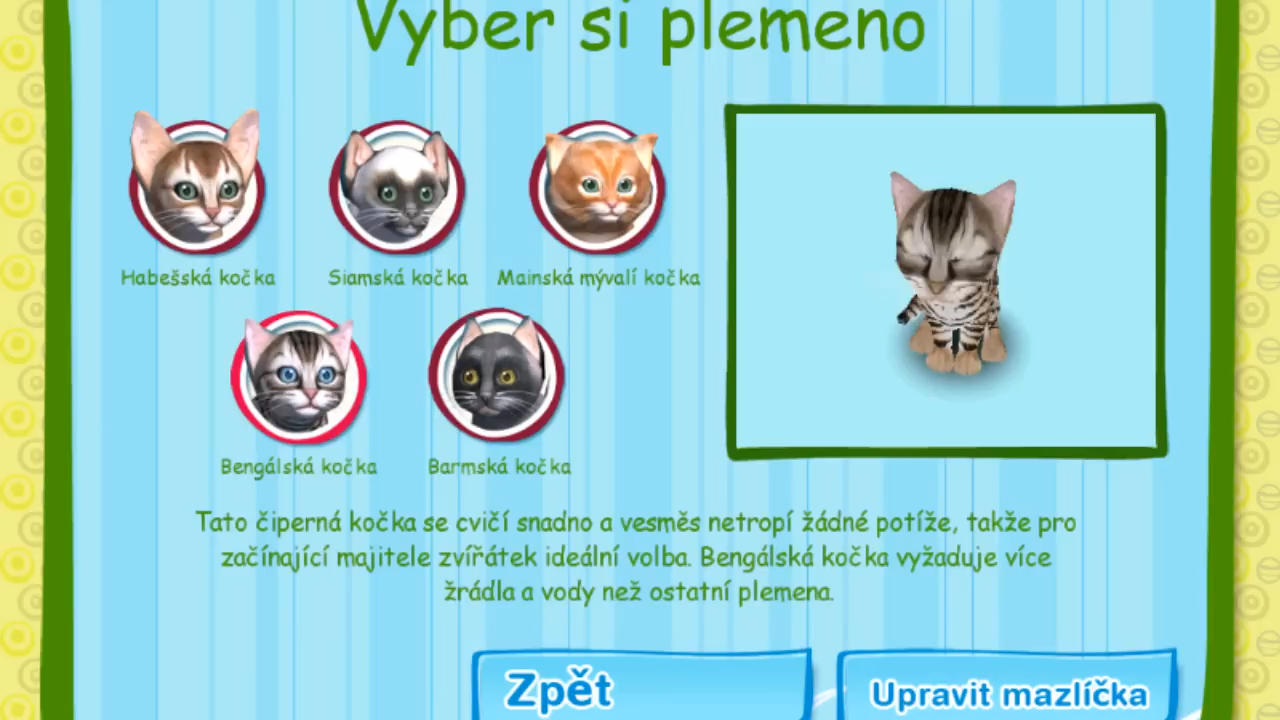 Vyber si plemeno
Habešská kočka
Siamská kočka
Mainská mývalí kočka
Bengálská kočka
Barmská kočka
Tato čiperná kočka se cvičí snadno a vesměs netropí žádné potíže, takže pro
začínající majitele zvířátek ideální volba. Bengálská kočka vyžaduje více
žrádla a vody než ostatní plemena.
Zpět
Upravit mazlíčka